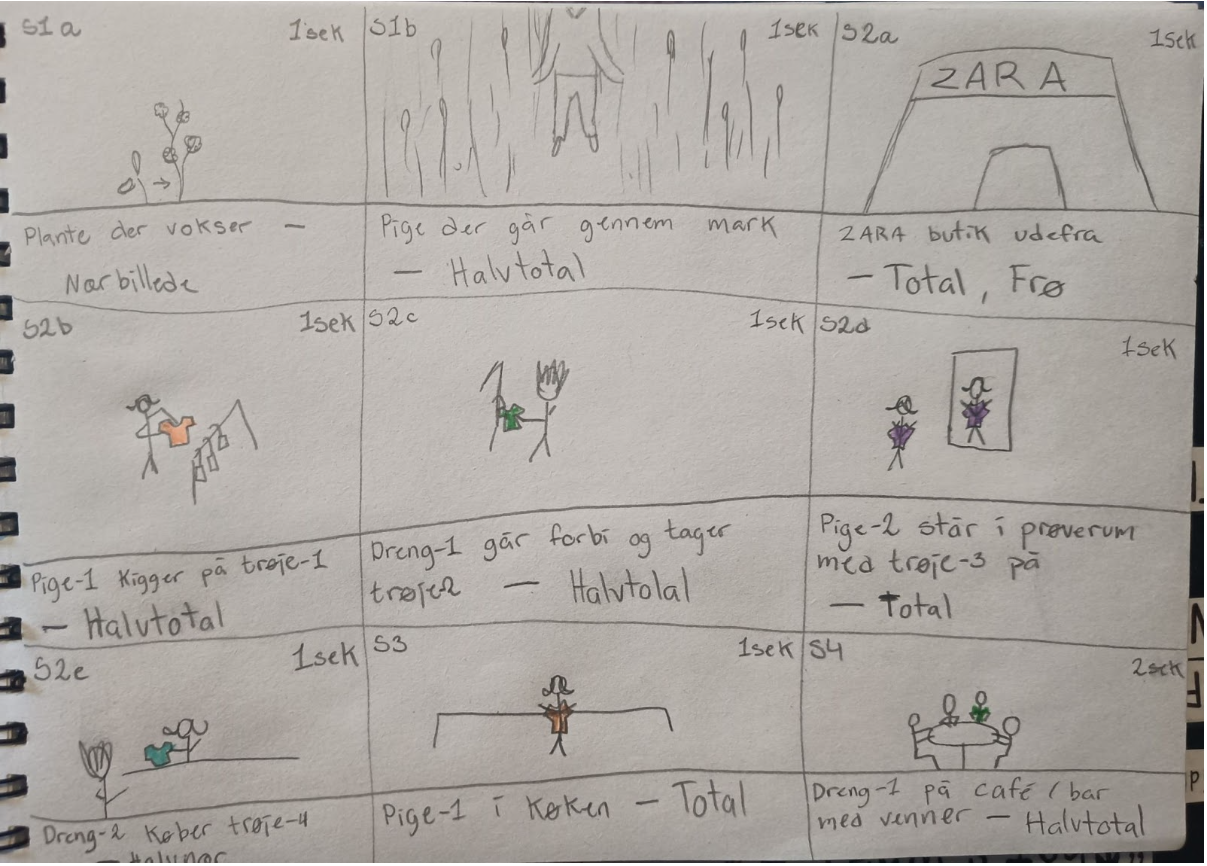 S1a
1sek
Plante der vokser —
Nærbillede
S1b
1sek
Pige der går gennem mark
— Halvtotal
S2a
1sek
ZARA
ZARA butik udefra
— Total, Frø
S2b
1sek
Pige-1 kigger på trøje-1
— Halvtotal
S2c
1sek
Dreng-1 går forbi og tager
trøje-2 — Halvtotal
S2d
1sek
Pige-2 står i prøverum
med trøje-3 på
— Total
S2e
1sek
Dreng-2 køber trøje-4
— Halvnær
S3
1sek
Pige-1 i køken — Total
S4
2sek
Dreng-1 på café / bar
med venner — Halvtotal